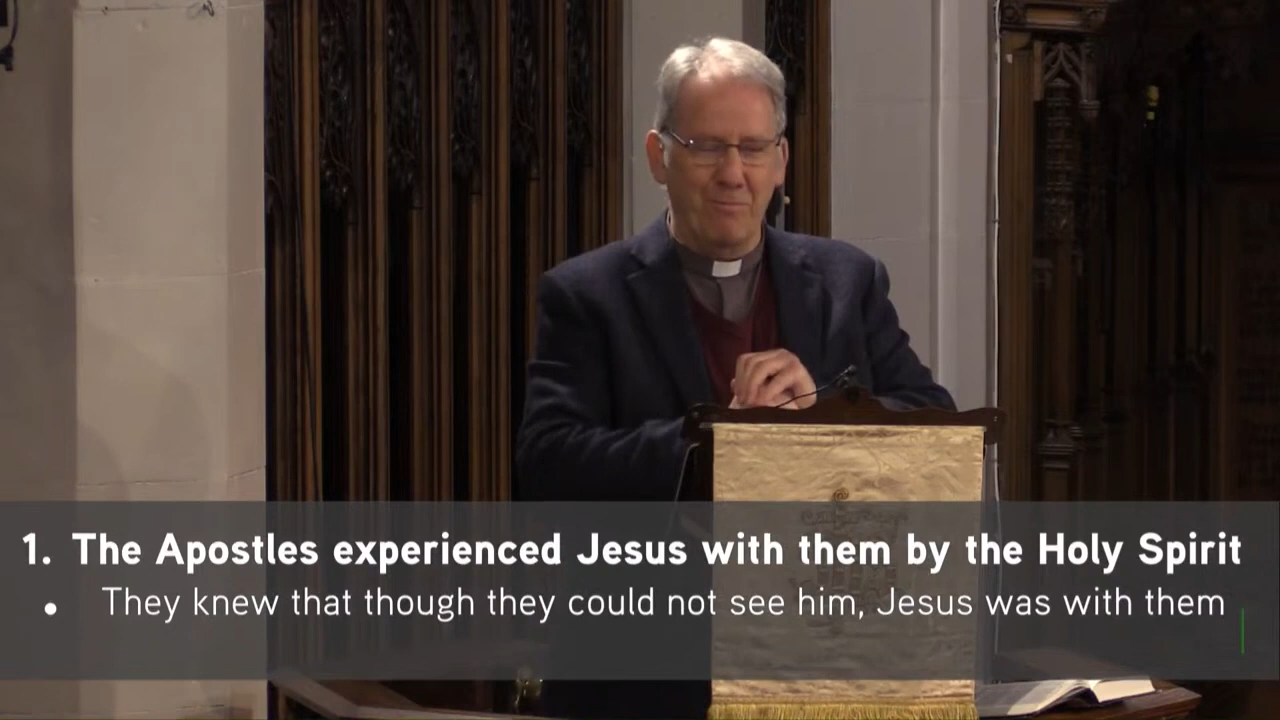 1. The Apostles experienced Jesus with them by the Holy Spirit
• They knew that though they could not see him, Jesus was with them